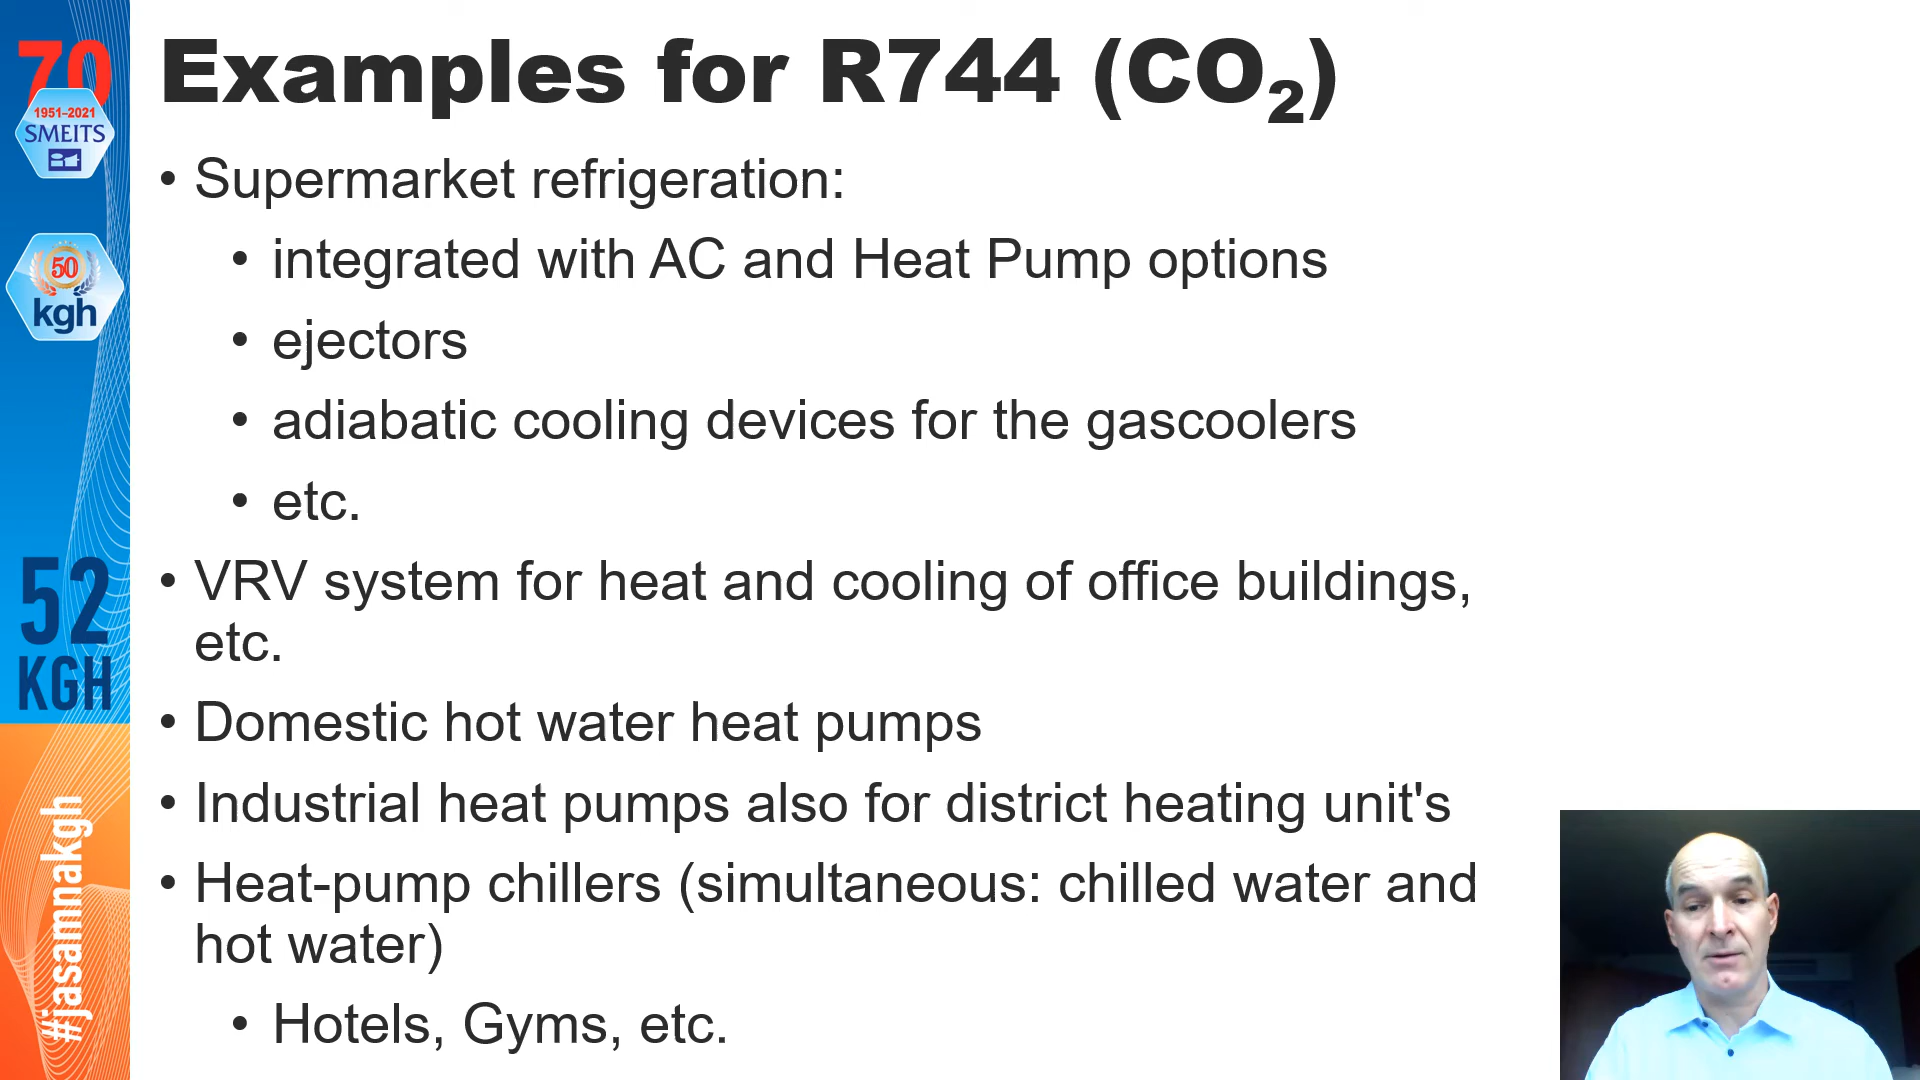 Examples for R744 (CO₂)
• Supermarket refrigeration:
• integrated with AC and Heat Pump options
• ejectors
• adiabatic cooling devices for the gascoolers
• etc.
• VRV system for heat and cooling of office buildings,
etc.
• Domestic hot water heat pumps
• Industrial heat pumps also for district heating unit's
• Heat-pump chillers (simultaneous: chilled water and
hot water)
• Hotels, Gyms, etc.
70
1951–2021
SMEITS
50
kgh
52
KGH
#jasamnakgh